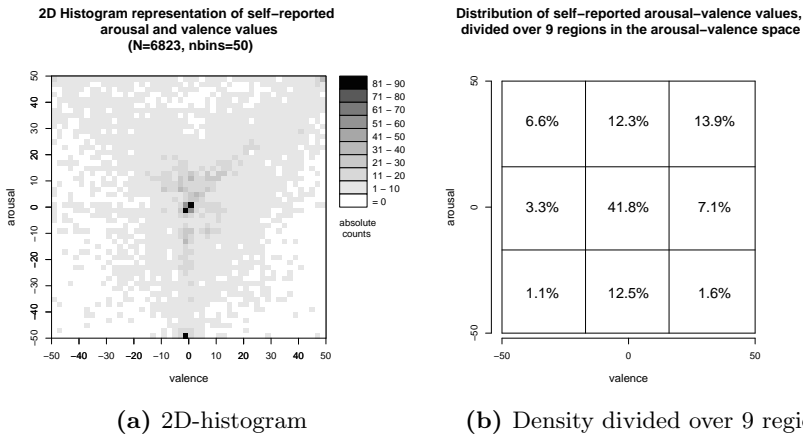 2D Histogram representation of self-reported
arousal and valence values
(N=6823, nbins=50)
50
40
30
20
10
0
−10
−20
−30
−40
−50
arousal
−50 −40 −30 −20 −10 0 10 20 30 40 50
valence
81 − 90
71 − 80
61 − 70
51 − 60
41 − 50
21 − 30
11 − 20
1 − 10
= 0
absolute
counts
(a) 2D-histogram
Distribution of self−reported arousal−valence values,
divided over 9 regions in the arousal−valence space
50
0
−50
arousal
6.6% 12.3% 13.9%
3.3% 41.8% 7.1%
1.1% 12.5% 1.6%
−50 0 50
valence
(b) Density divided over 9 regi